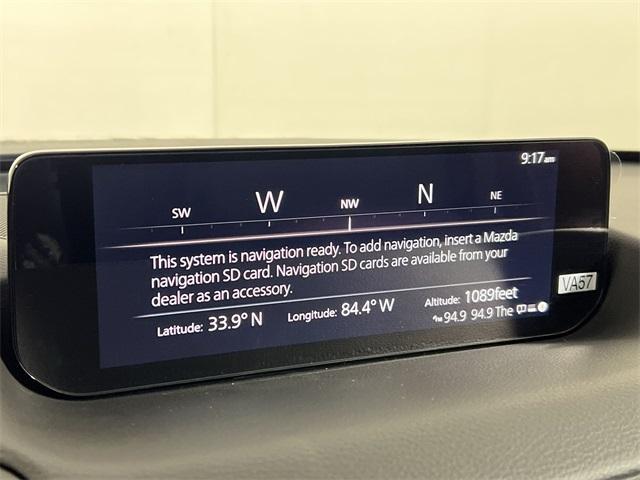 9:17am
SW W NW N NE
This system is navigation ready. To add navigation, insert a Mazda
navigation SD card. Navigation SD cards are available from your
dealer as an accessory.
Latitude: 33.9° N Longitude: 84.4° W Altitude: 1089feet
VA57
94.9 94.9 The